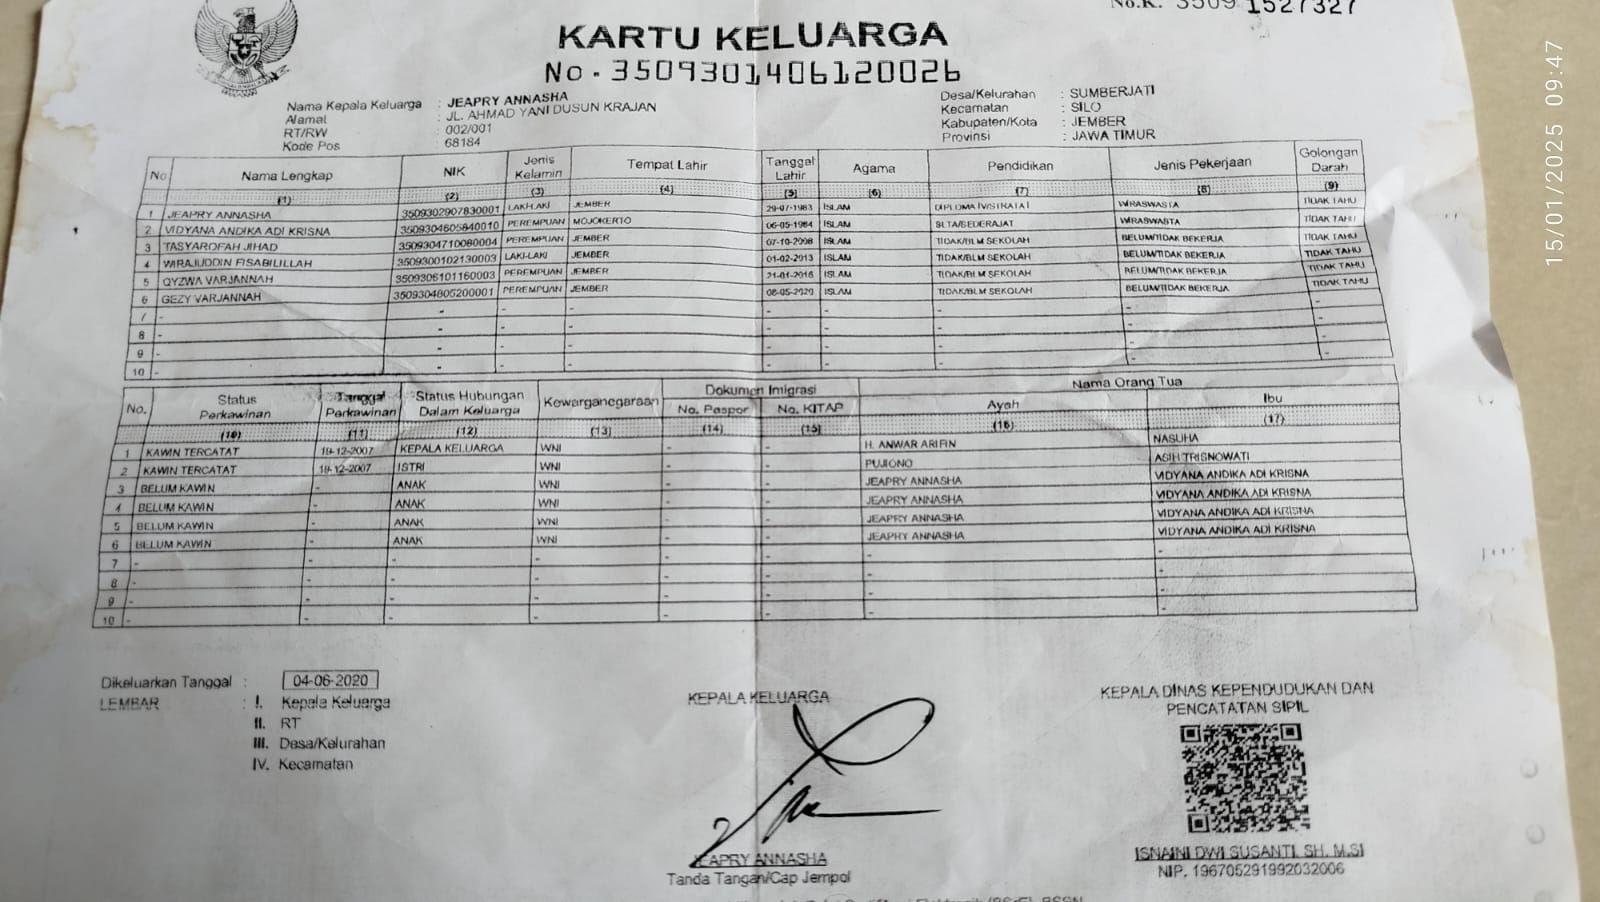 No.K. 3509 1527327
KARTU KELUARGA
No. 3509301406120026
Nama Kepala Keluarga : JEAPRY ANNASHA
Alamat : JL. AHMAD YANI DUSUN KRAJAN
RT/RW : 002/001
Kode Pos : 68184
Desa/Kelurahan : SUMBERJATI
Kecamatan : SILO
Kabupaten/Kota : JEMBER
Provinsi : JAWA TIMUR
No Nama Lengkap NIK Jenis Kelamin Tempat Lahir Tanggal Lahir Agama Pendidikan Jenis Pekerjaan Golongan Darah
(1) (2) (3) (4) (5) (6) (7) (8) (9)
1 JEAPRY ANNASHA 3509302907830001 LAKI-LAKI JEMBER 29-07-1983 ISLAM DIPLOMA IV/STRATA I WIRASWASTA TIDAK TAHU
2 VIDYANA ANDIKA ADI KRISNA 3509304605840010 PEREMPUAN MOJOKERTO 06-05-1984 ISLAM SLTA/SEDERAJAT WIRASWASTA TIDAK TAHU
3 TASYAROFAH JIHAD 3509304710080004 PEREMPUAN JEMBER 07-10-2008 ISLAM TIDAK/BLM SEKOLAH BELUM/TIDAK BEKERJA TIDAK TAHU
4 WARAJUDDIN FISABILILLAH 3509300102130003 LAKI-LAKI JEMBER 01-02-2013 ISLAM TIDAK/BLM SEKOLAH BELUM/TIDAK BEKERJA TIDAK TAHU
5 QYZWA VARJANNAH 3509306101160003 PEREMPUAN JEMBER 21-01-2016 ISLAM TIDAK/BLM SEKOLAH BELUM/TIDAK BEKERJA TIDAK TAHU
6 GEZY VARJANNAH 3509304805200001 PEREMPUAN JEMBER 08-05-2020 ISLAM TIDAK/BLM SEKOLAH BELUM/TIDAK BEKERJA TIDAK TAHU
7 - - - - - - - - -
8 - - - - - - - - -
9 - - - - - - - - -
10 - - - - - - - - -
No. Status Perkawinan Tanggal Perkawinan Status Hubungan Dalam Keluarga Kewarganegaraan Dokumen Imigrasi No. Paspor No. KITAP Nama Orang Tua Ayah Ibu
(10) (11) (12) (13) (14) (15) (16) (17)
1 KAWIN TERCATAT 18-12-2007 KEPALA KELUARGA WNI - - H. ANWAR ARIFIN NASUHA
2 KAWIN TERCATAT 18-12-2007 ISTRI WNI - - PUJIONO ASIH TRISNOWATI
3 BELUM KAWIN - ANAK WNI - - JEAPRY ANNASHA VIDYANA ANDIKA ADI KRISNA
4 BELUM KAWIN - ANAK WNI - - JEAPRY ANNASHA VIDYANA ANDIKA ADI KRISNA
5 BELUM KAWIN - ANAK WNI - - JEAPRY ANNASHA VIDYANA ANDIKA ADI KRISNA
6 BELUM KAWIN - ANAK WNI - - JEAPRY ANNASHA VIDYANA ANDIKA ADI KRISNA
7 - - - - - - - -
8 - - - - - - - -
9 - - - - - - - -
10 - - - - - - - -
Dikeluarkan Tanggal : 04-06-2020
LEMBAR : I. Kepala Keluarga
II. RT
III. Desa/Kelurahan
IV. Kecamatan
KEPALA KELUARGA
JEAPRY ANNASHA
Tanda Tangan/Cap Jempol
KEPALA DINAS KEPENDUDUKAN DAN
PENCATATAN SIPIL
ISNAINI DWI SUSANTI, SH, M.SI
NIP. 196705291992032006
15/01/2025 09:47